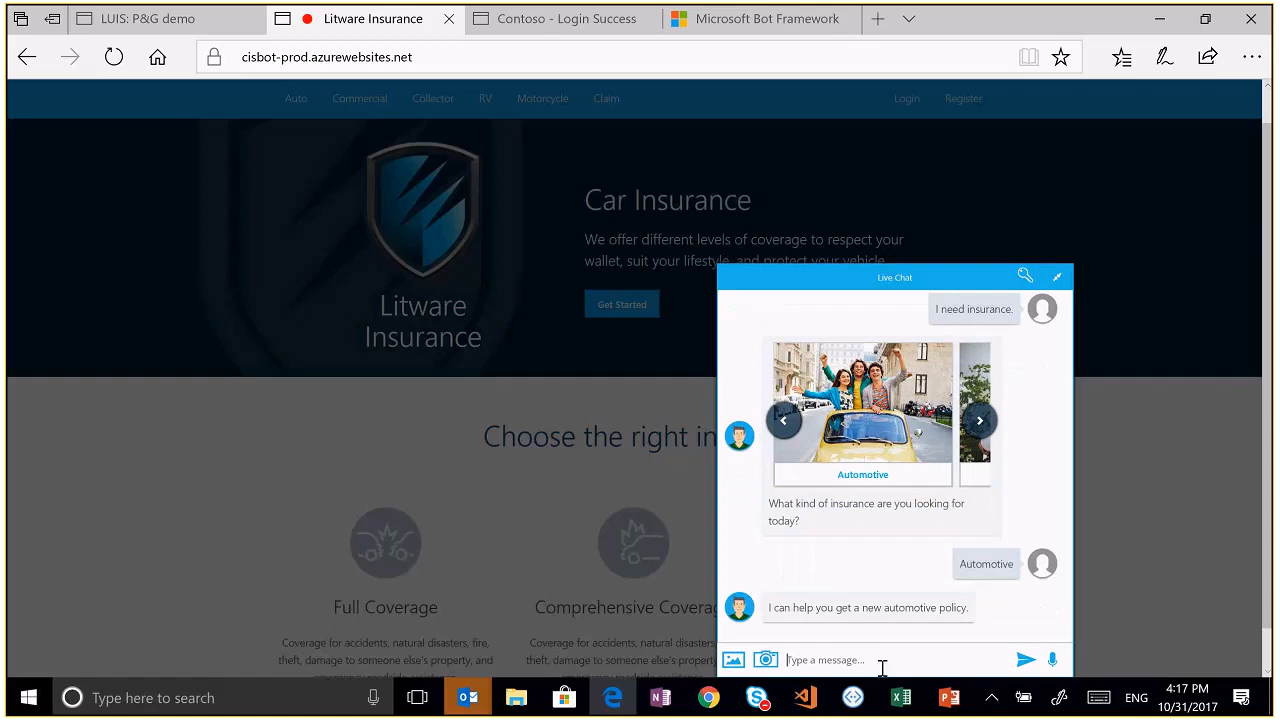 LUIS: P&G demo
Litware Insurance
Contoso - Login Success
Microsoft Bot Framework
cisbot-prod.azurewebsites.net
Auto Commercial Collector RV Motorcycle Claim Login Register
Litware
Insurance
Car Insurance
We offer different levels of coverage to respect your
wallet, suit your lifestyle, and protect your vehicle.
Get Started
Choose the right in
Full Coverage
Coverage for accidents, natural disasters, fire,
theft, damage to someone else's property, and
Comprehensive Coverag
Coverage for accidents, natural disasters,
theft, damage to someone else's property,
Live Chat
I need insurance.
Automotive
What kind of insurance are you looking for
today?
Automotive
I can help you get a new automotive policy.
Type a message...
Type here to search
ENG
4:17 PM
10/31/2017